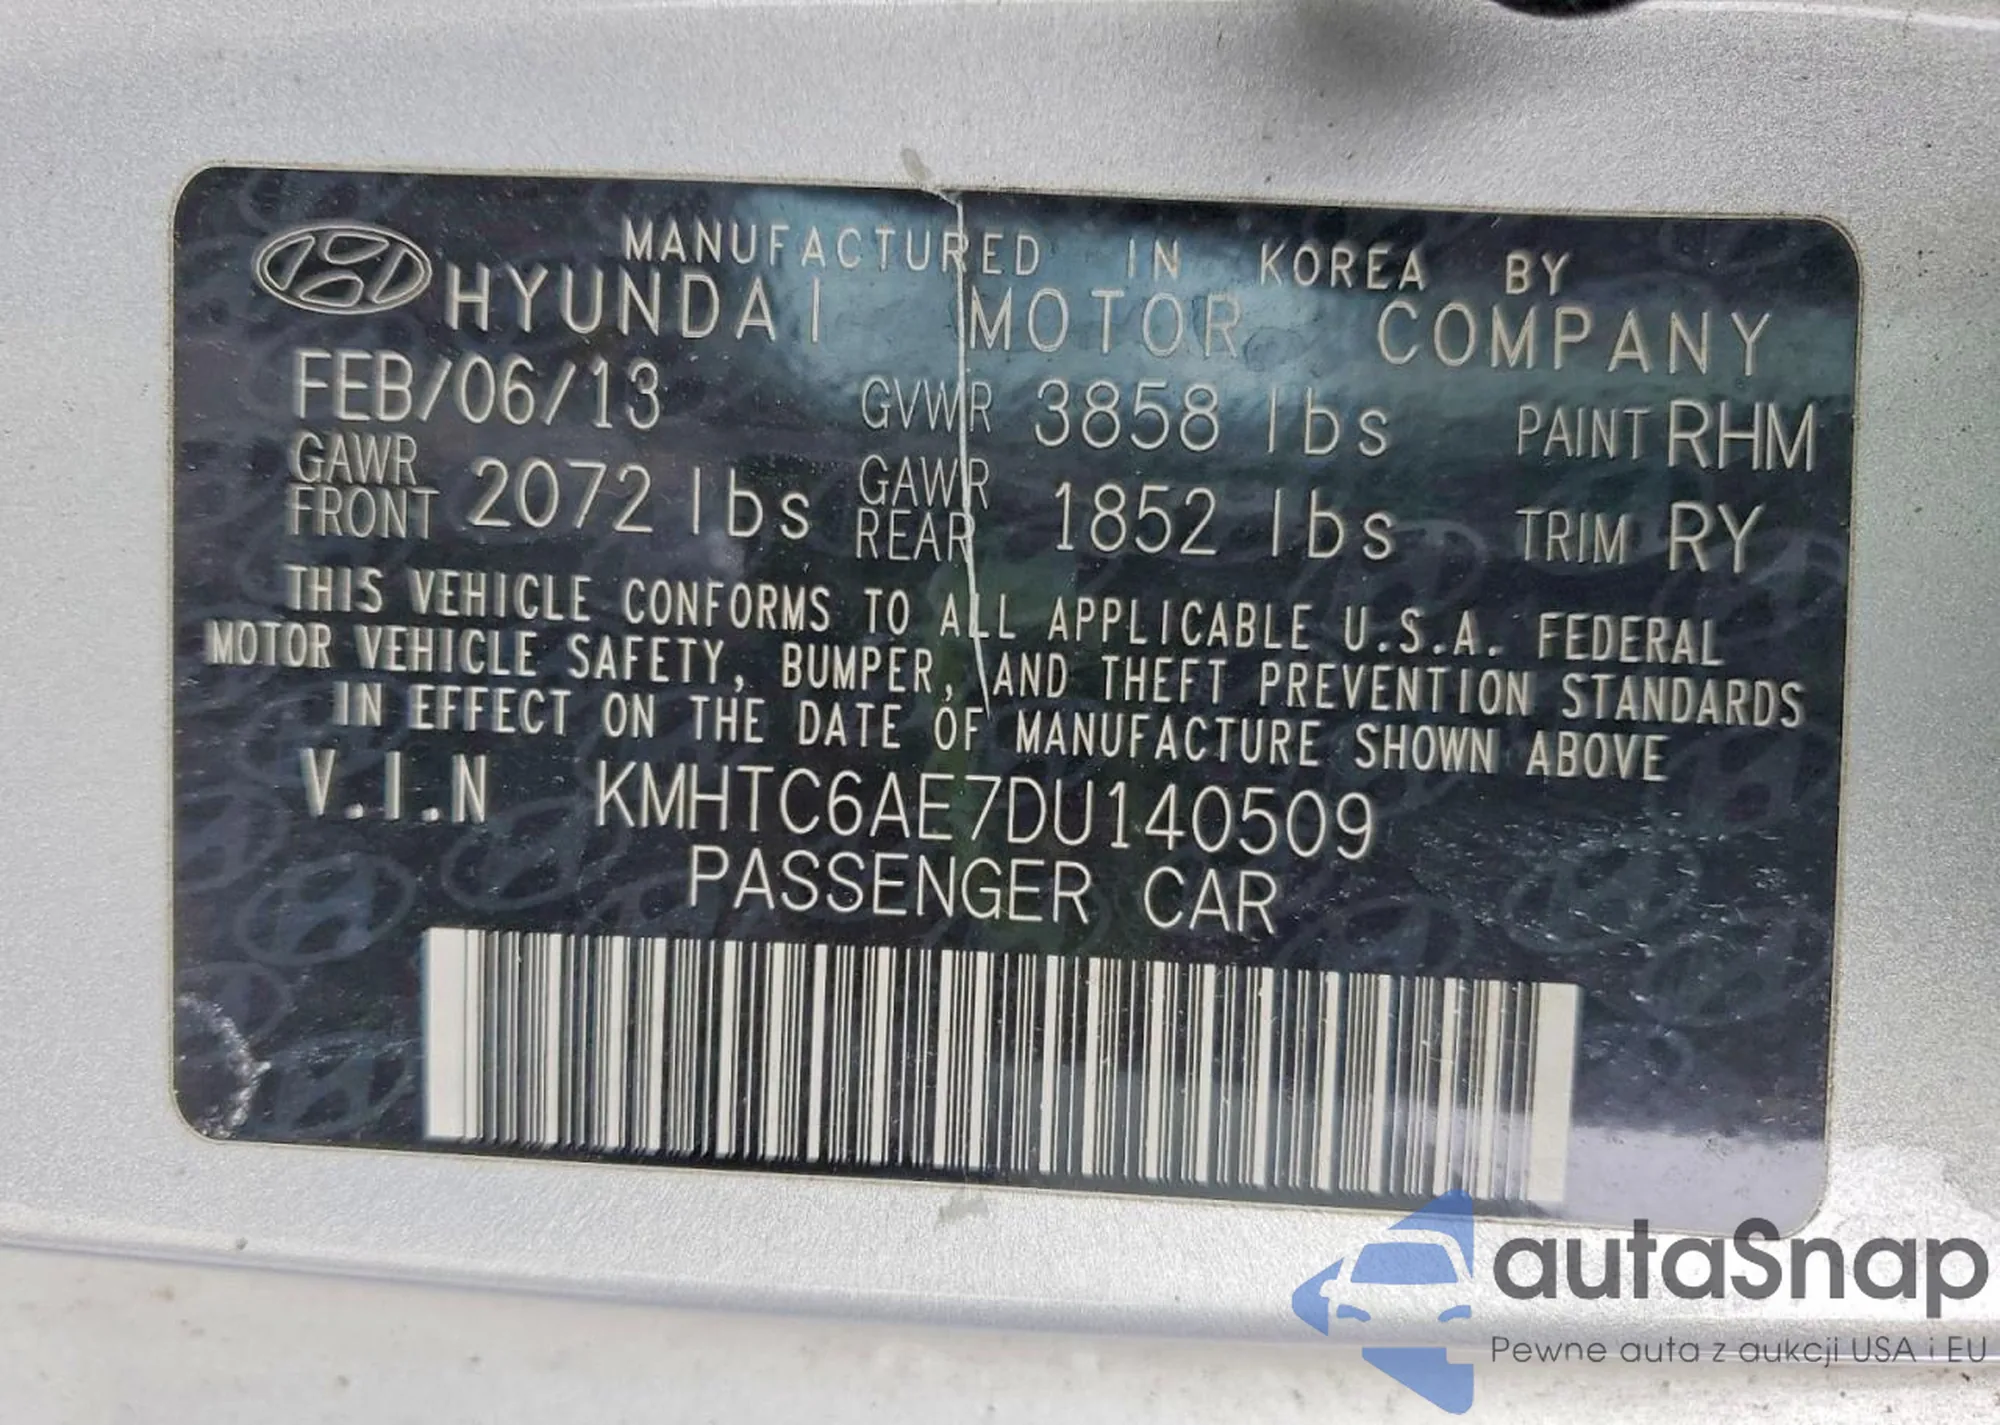 MANUFACTURED IN KOREA BY
HYUNDAI MOTOR COMPANY
FEB/06/13 GVWR 3858 lbs PAINT RHM
GAWR FRONT 2072 lbs GAWR REAR 1852 lbs TRIM RY
THIS VEHICLE CONFORMS TO ALL APPLICABLE U.S.A. FEDERAL
MOTOR VEHICLE SAFETY, BUMPER, AND THEFT PREVENTION STANDARDS
IN EFFECT ON THE DATE OF MANUFACTURE SHOWN ABOVE
V.I.N KMHTC6AE7DU140509
PASSENGER CAR
autaSnap
Pewne auta z aukcji USA i EU